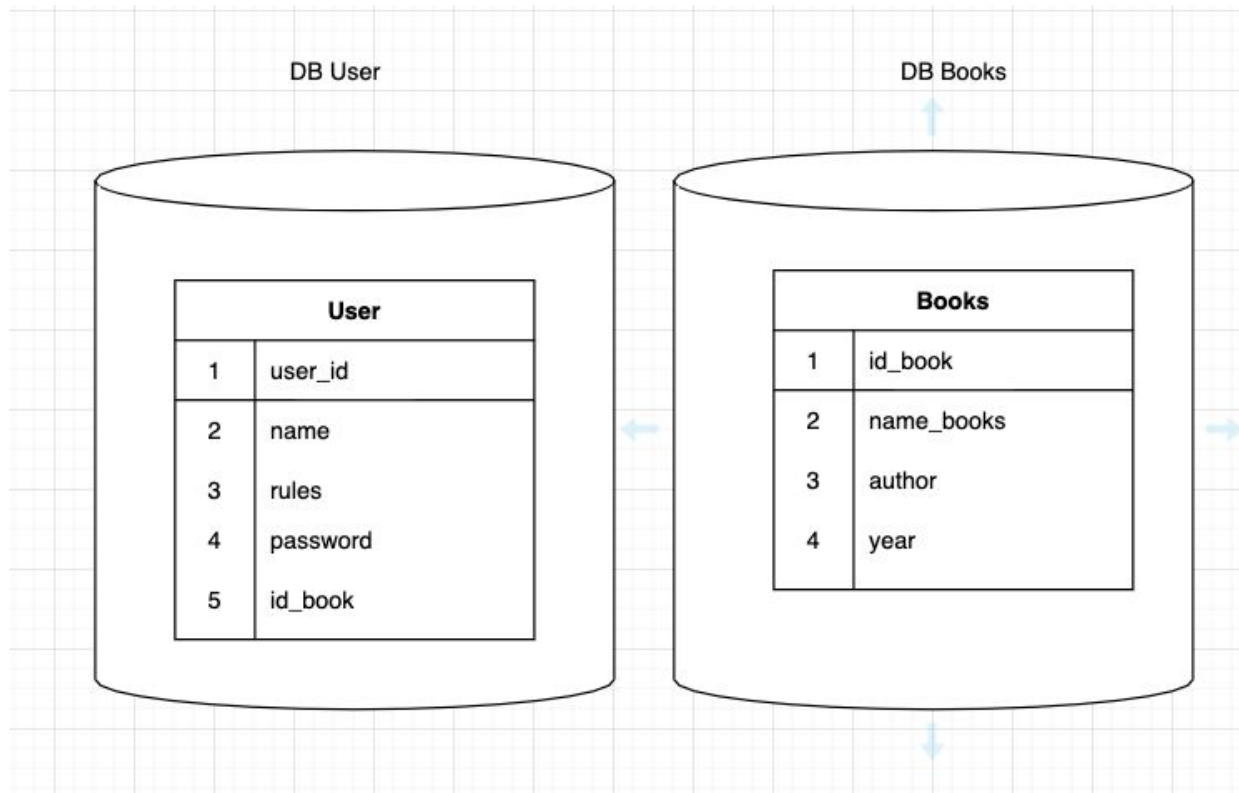 DB User
DB Books
User
1 user_id
2 name
3 rules
4 password
5 id_book
Books
1 id_book
2 name_books
3 author
4 year